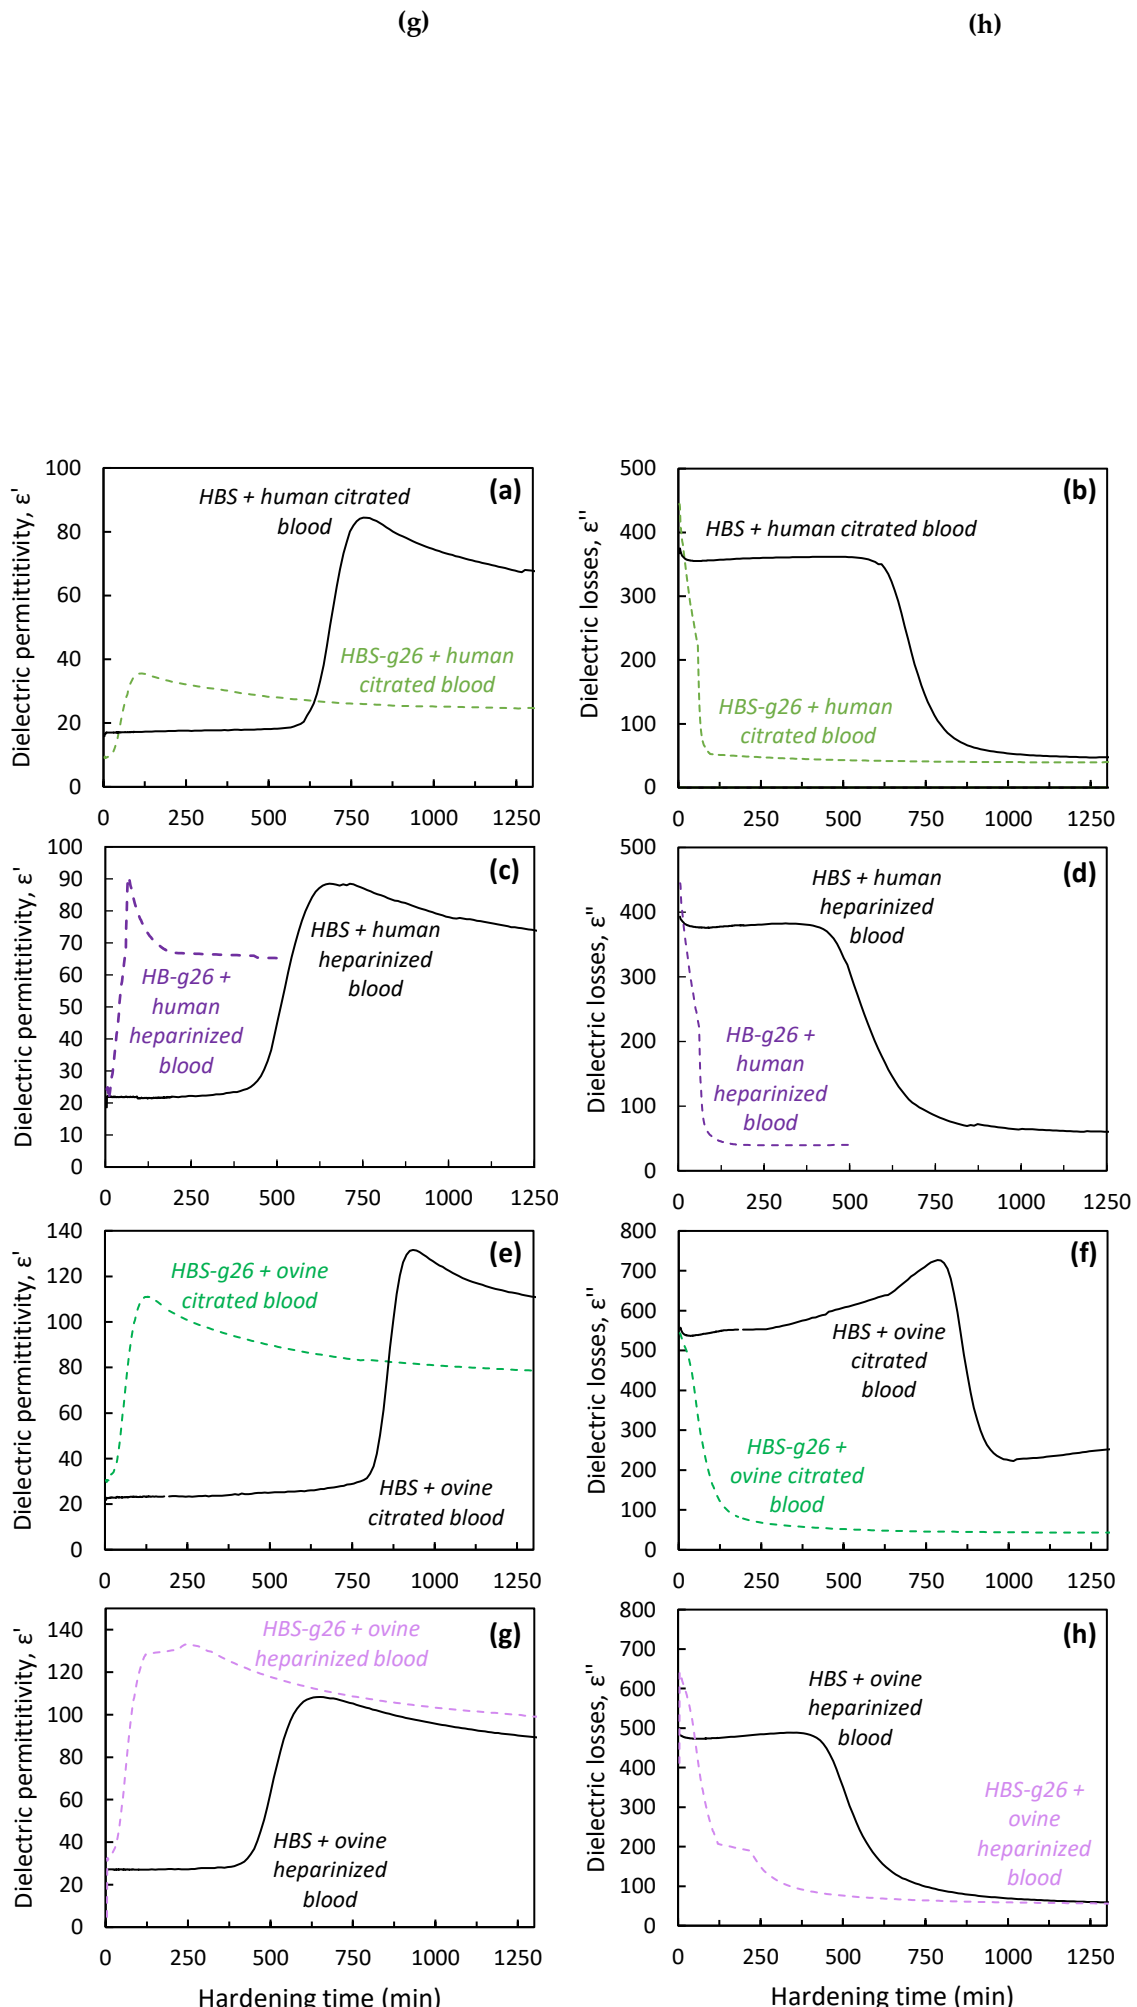 (g)
(h)
Dielectric permittitivity, ε'
100
80
60
40
20
0
(a)
HBS + human citrated
blood
HBS-g26 + human
citrated blood
0 250 500 750 1000 1250
Dielectric losses, ε''
500
400
300
200
100
0
(b)
HBS + human citrated blood
HBS-g26 + human
citrated blood
0 250 500 750 1000 1250
Dielectric permittitivity, ε'
100
90
80
70
60
50
40
30
20
10
0
(c)
HBS + human
heparinized
blood
HB-g26 +
human
heparinized
blood
0 250 500 750 1000 1250
Dielectric losses, ε"
500
400
300
200
100
0
(d)
HBS + human
heparinized
blood
HB-g26 +
human
heparinized
blood
0 250 500 750 1000 1250
Dielectric permittitivity, ε'
140
120
100
80
60
40
20
0
(e)
HBS-g26 + ovine
citrated blood
HBS + ovine
citrated blood
0 250 500 750 1000 1250
Dielectric losses, ε''
800
700
600
500
400
300
200
100
0
(f)
HBS + ovine
citrated
blood
HBS-g26 +
ovine citrated
blood
0 250 500 750 1000 1250
Dielectric permittitivity, ε'
140
120
100
80
60
40
20
0
(g)
HBS-g26 + ovine
heparinized blood
HBS + ovine
heparinized
blood
0 250 500 750 1000 1250
Hardening time (min)
Dielectric losses, ε''
800
700
600
500
400
300
200
100
0
(h)
HBS + ovine
heparinized
blood
HBS-g26 +
ovine
heparinized
blood
0 250 500 750 1000 1250
Hardening time (min)